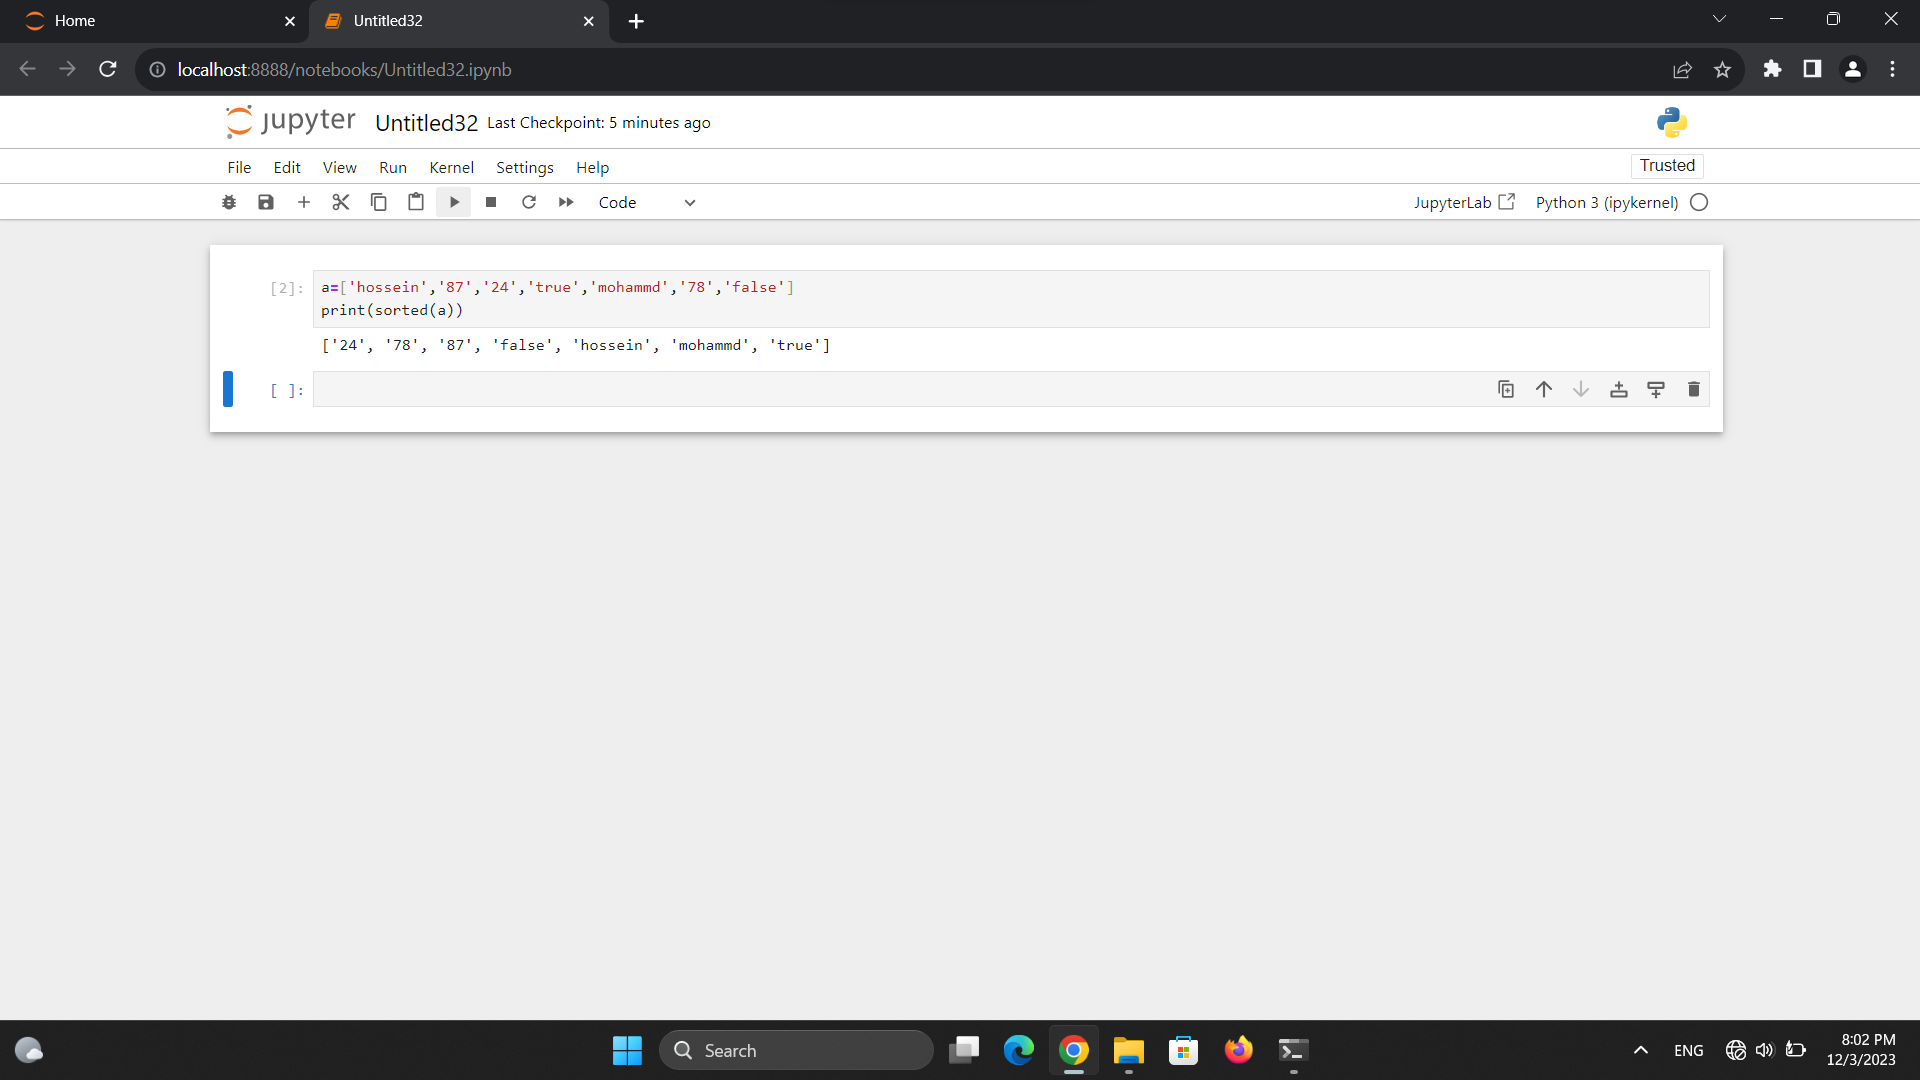 Home
Untitled32
localhost:8888/notebooks/Untitled32.ipynb
jupyter Untitled32 Last Checkpoint: 5 minutes ago
File Edit View Run Kernel Settings Help
Trusted
Code
JupyterLab Python 3 (ipykernel)
[2]: a=['hossein','87','24','true','mohammd','78','false']
print(sorted(a))
['24', '78', '87', 'false', 'hossein', 'mohammd', 'true']
[ ]:
Search
ENG
8:02 PM
12/3/2023